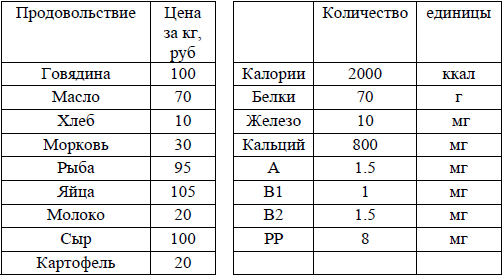 Продовольствие Цена за кг, руб
Говядина 100
Масло 70
Хлеб 10
Морковь 30
Рыба 95
Яйца 105
Молоко 20
Сыр 100
Картофель 20
Количество единицы
Калории 2000 ккал
Белки 70 г
Железо 10 мг
Кальций 800 мг
А 1.5 мг
В1 1 мг
В2 1.5 мг
РР 8 мг